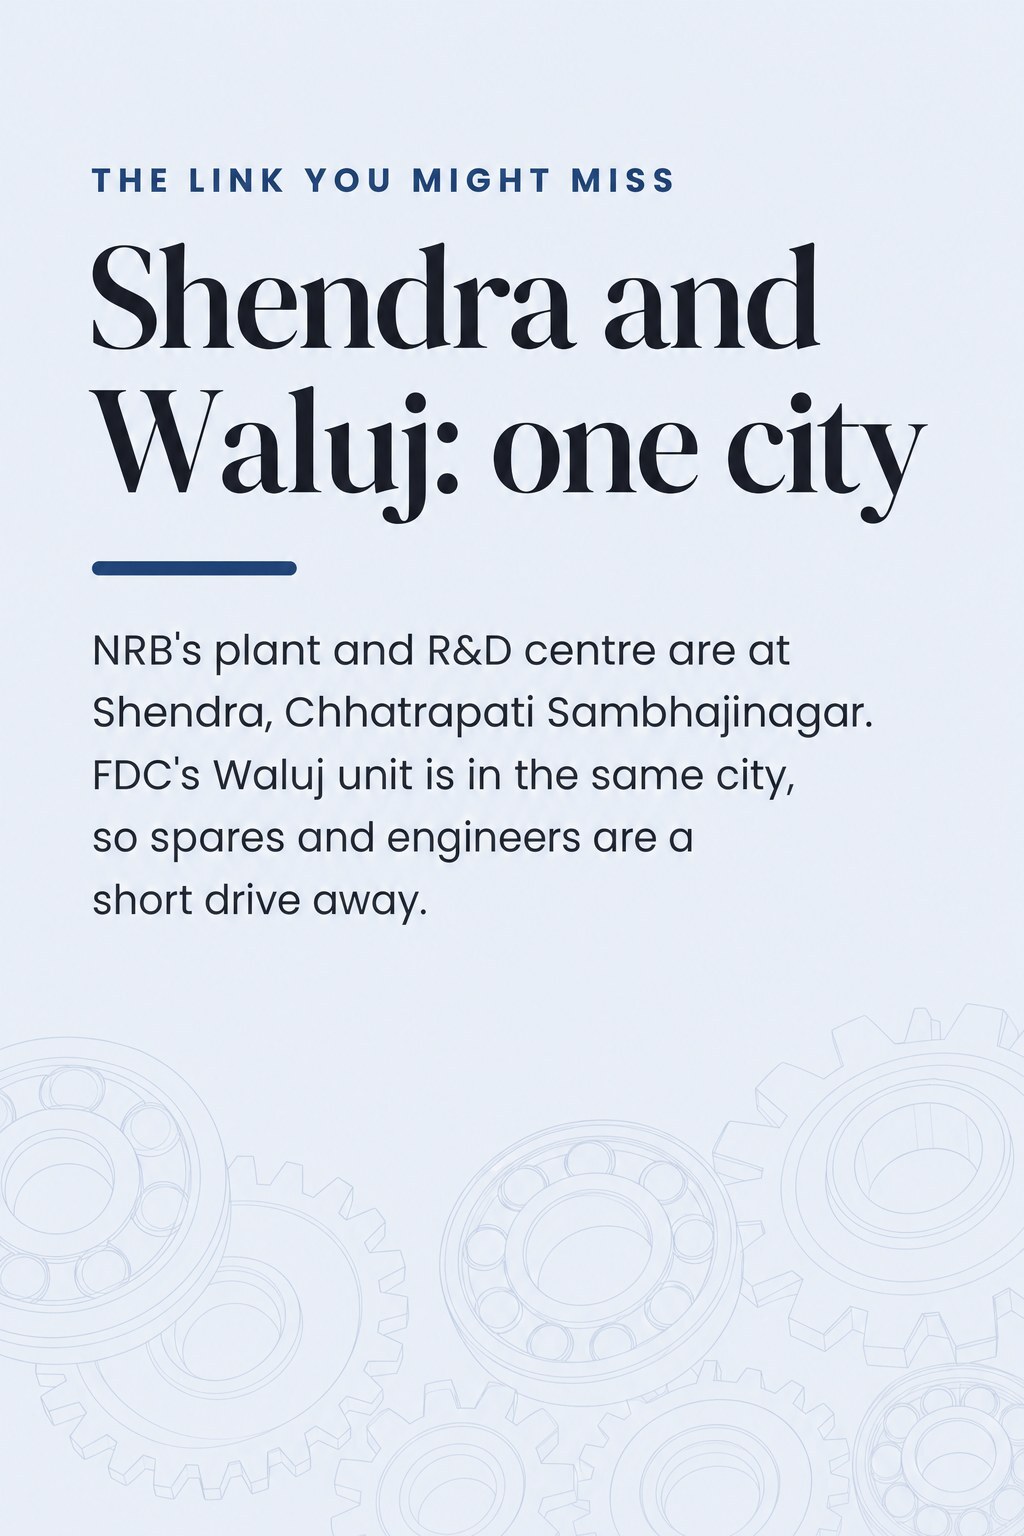 THE LINK YOU MIGHT MISS
Shendra and
Waluj: one city
NRB's plant and R&D centre are at
Shendra, Chhatrapati Sambhajinagar.
FDC's Waluj unit is in the same city,
so spares and engineers are a
short drive away.